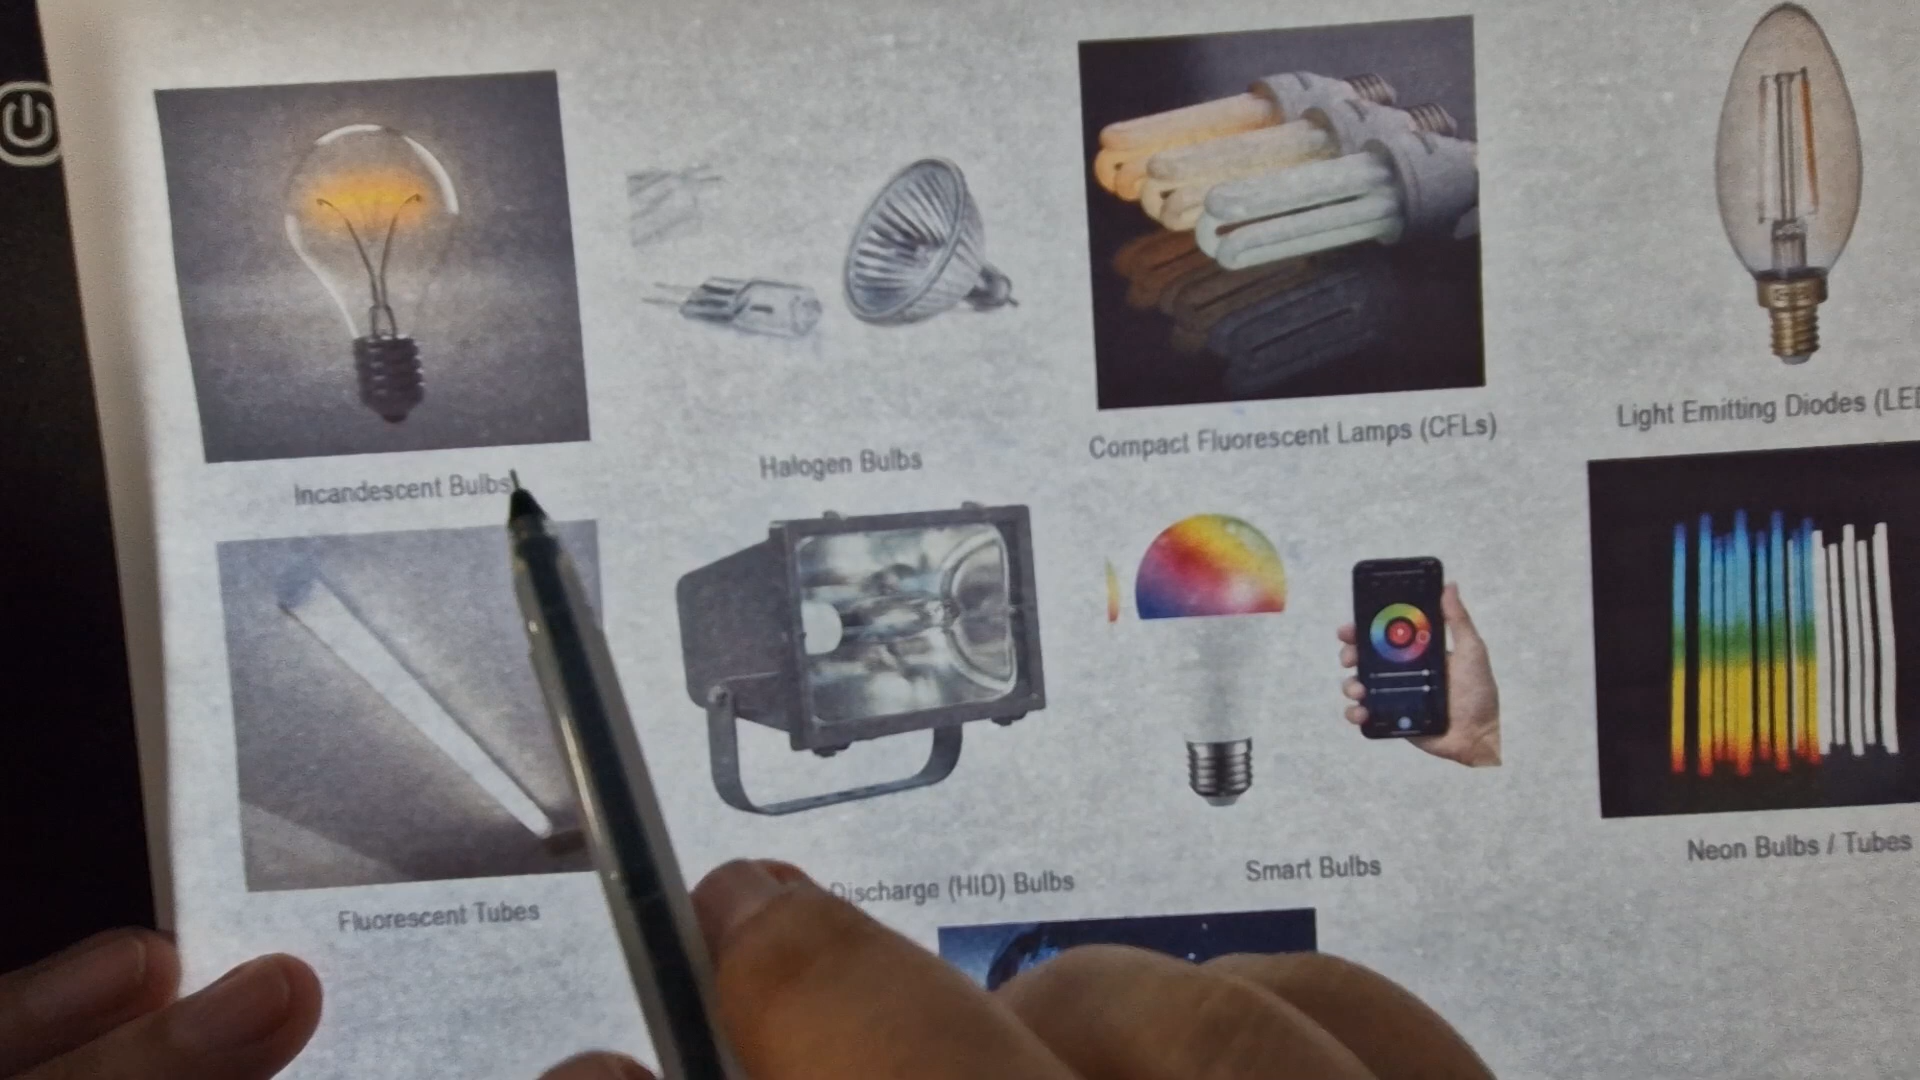 Incandescent Bulbs
Halogen Bulbs
Compact Fluorescent Lamps (CFLs)
Light Emitting Diodes (LED
Fluorescent Tubes
Discharge (HID) Bulbs
Smart Bulbs
Neon Bulbs / Tubes